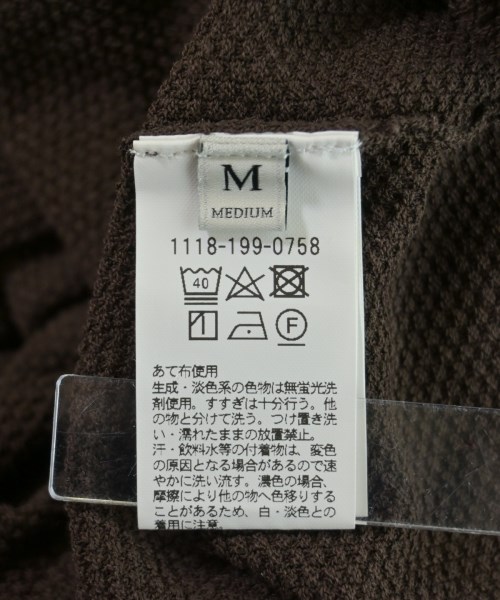 M
MEDIUM
1118-199-0758
40
F
あて布使用
生成・淡色系の色物は無蛍光洗
剤使用。すすぎは十分行う。他
の物と分けて洗う。つけ置き洗
い・濡れたままの放置禁止。
汗・飲料水等の付着物は、変色
の原因となる場合があるので速
やかに洗い流す。濃色の場合、
摩擦により他の物へ色移りする
ことがあるため、白・淡色との
着用に注意。